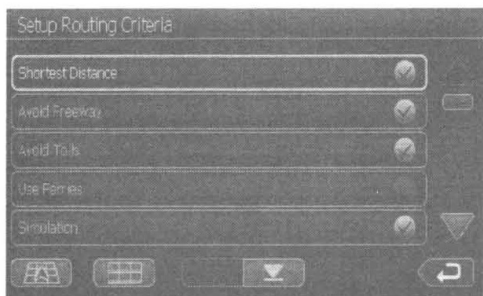 Setup Routing Criteria
Shortest Distance
Avoid Freeway
Avoid Tolls
Use Ferries
Simulation